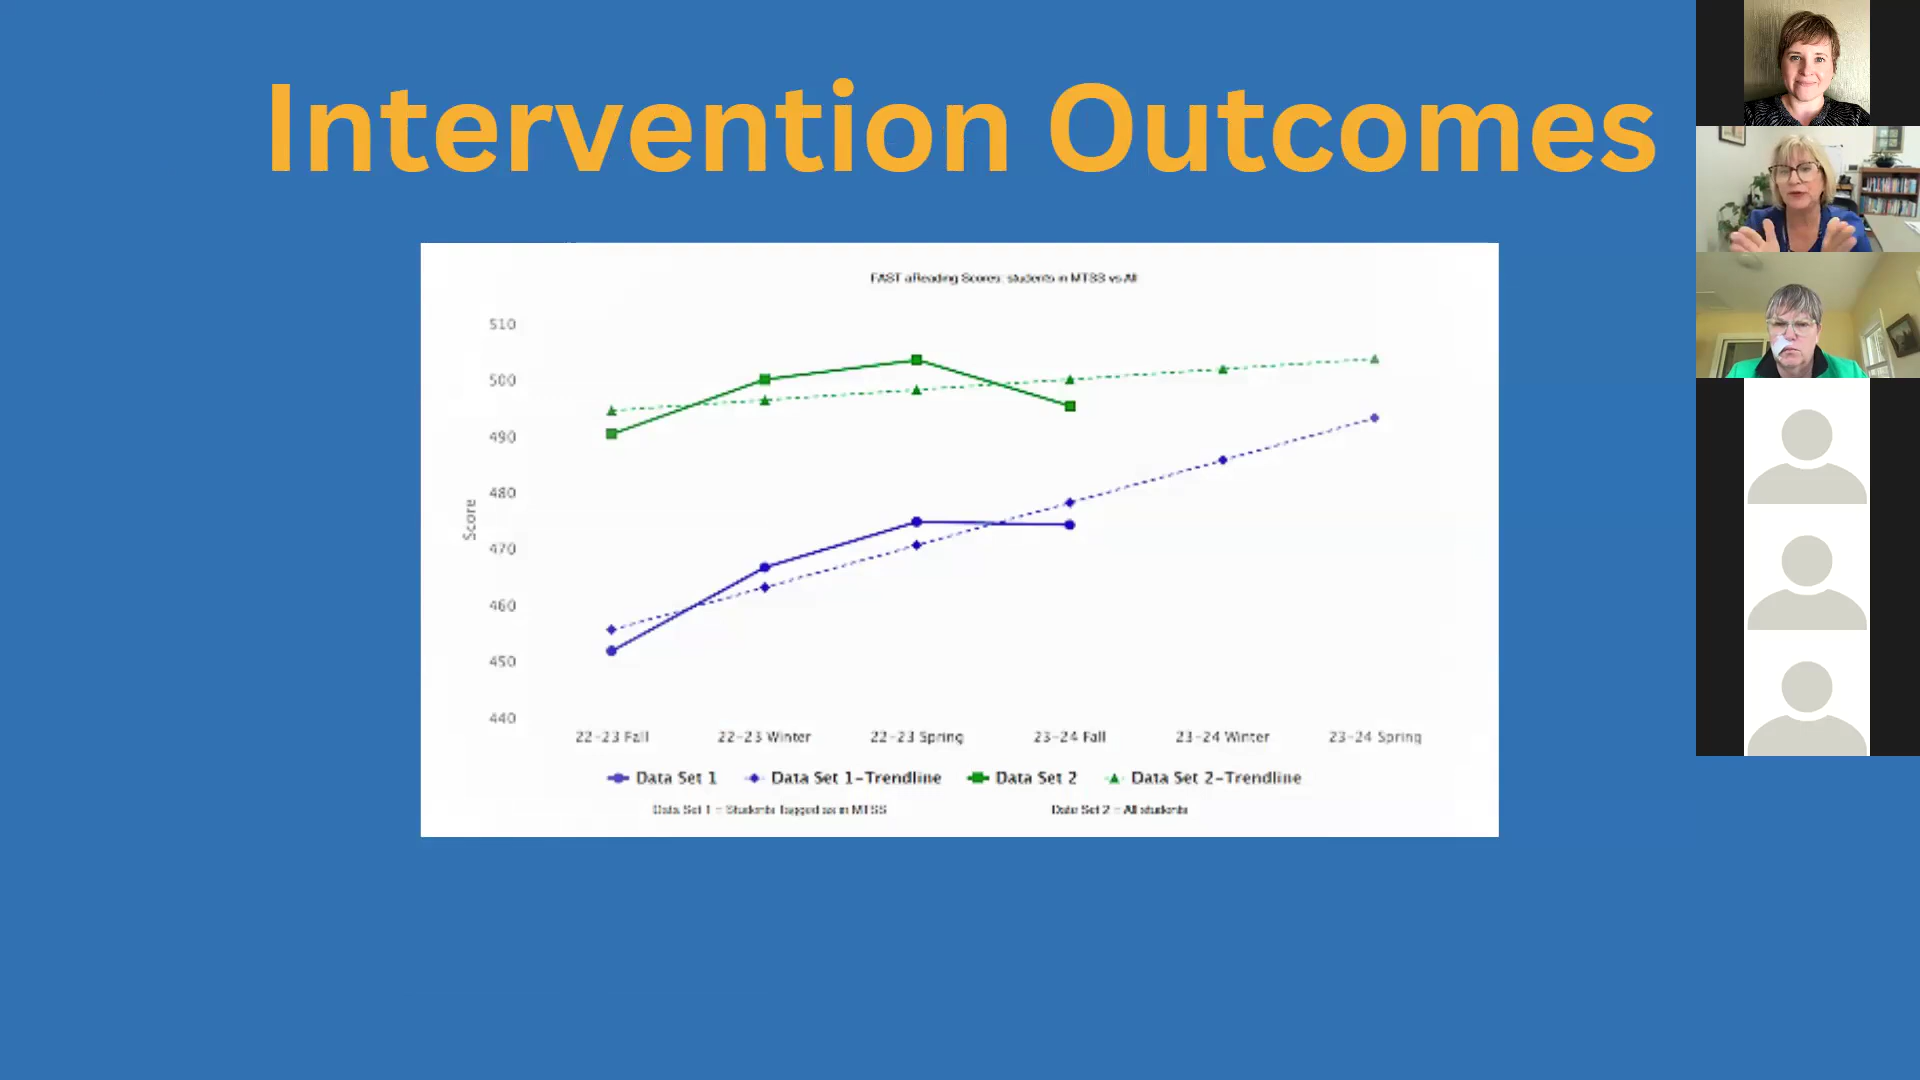 Intervention Outcomes
FAST aReading Scores: students in MTSS vs All
510
500
490
480
470
460
450
440
Score
22-23 Fall 22-23 Winter 22-23 Spring 23-24 Fall 23-24 Winter 23-24 Spring
Data Set 1 Data Set 1-Trendline Data Set 2 Data Set 2-Trendline
Data Set 1 = Students tagged as in MTSS Data Set 2 = All students